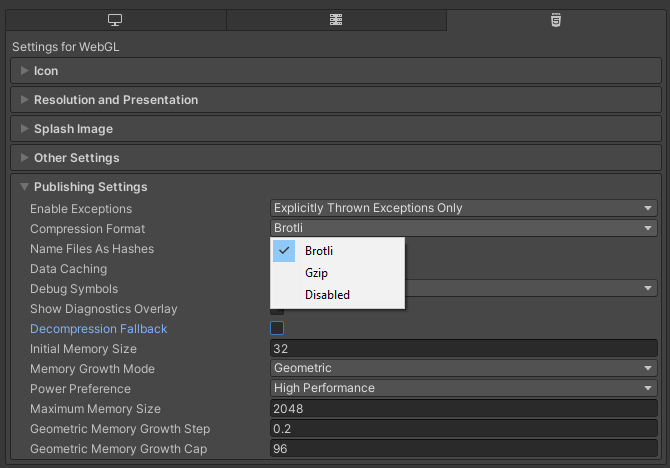 Settings for WebGL
Icon
Resolution and Presentation
Splash Image
Other Settings
Publishing Settings
Enable Exceptions Explicitly Thrown Exceptions Only
Compression Format Brotli
Name Files As Hashes Brotli
Data Caching Gzip
Debug Symbols Disabled
Show Diagnostics Overlay
Decompression Fallback
Initial Memory Size 32
Memory Growth Mode Geometric
Power Preference High Performance
Maximum Memory Size 2048
Geometric Memory Growth Step 0.2
Geometric Memory Growth Cap 96